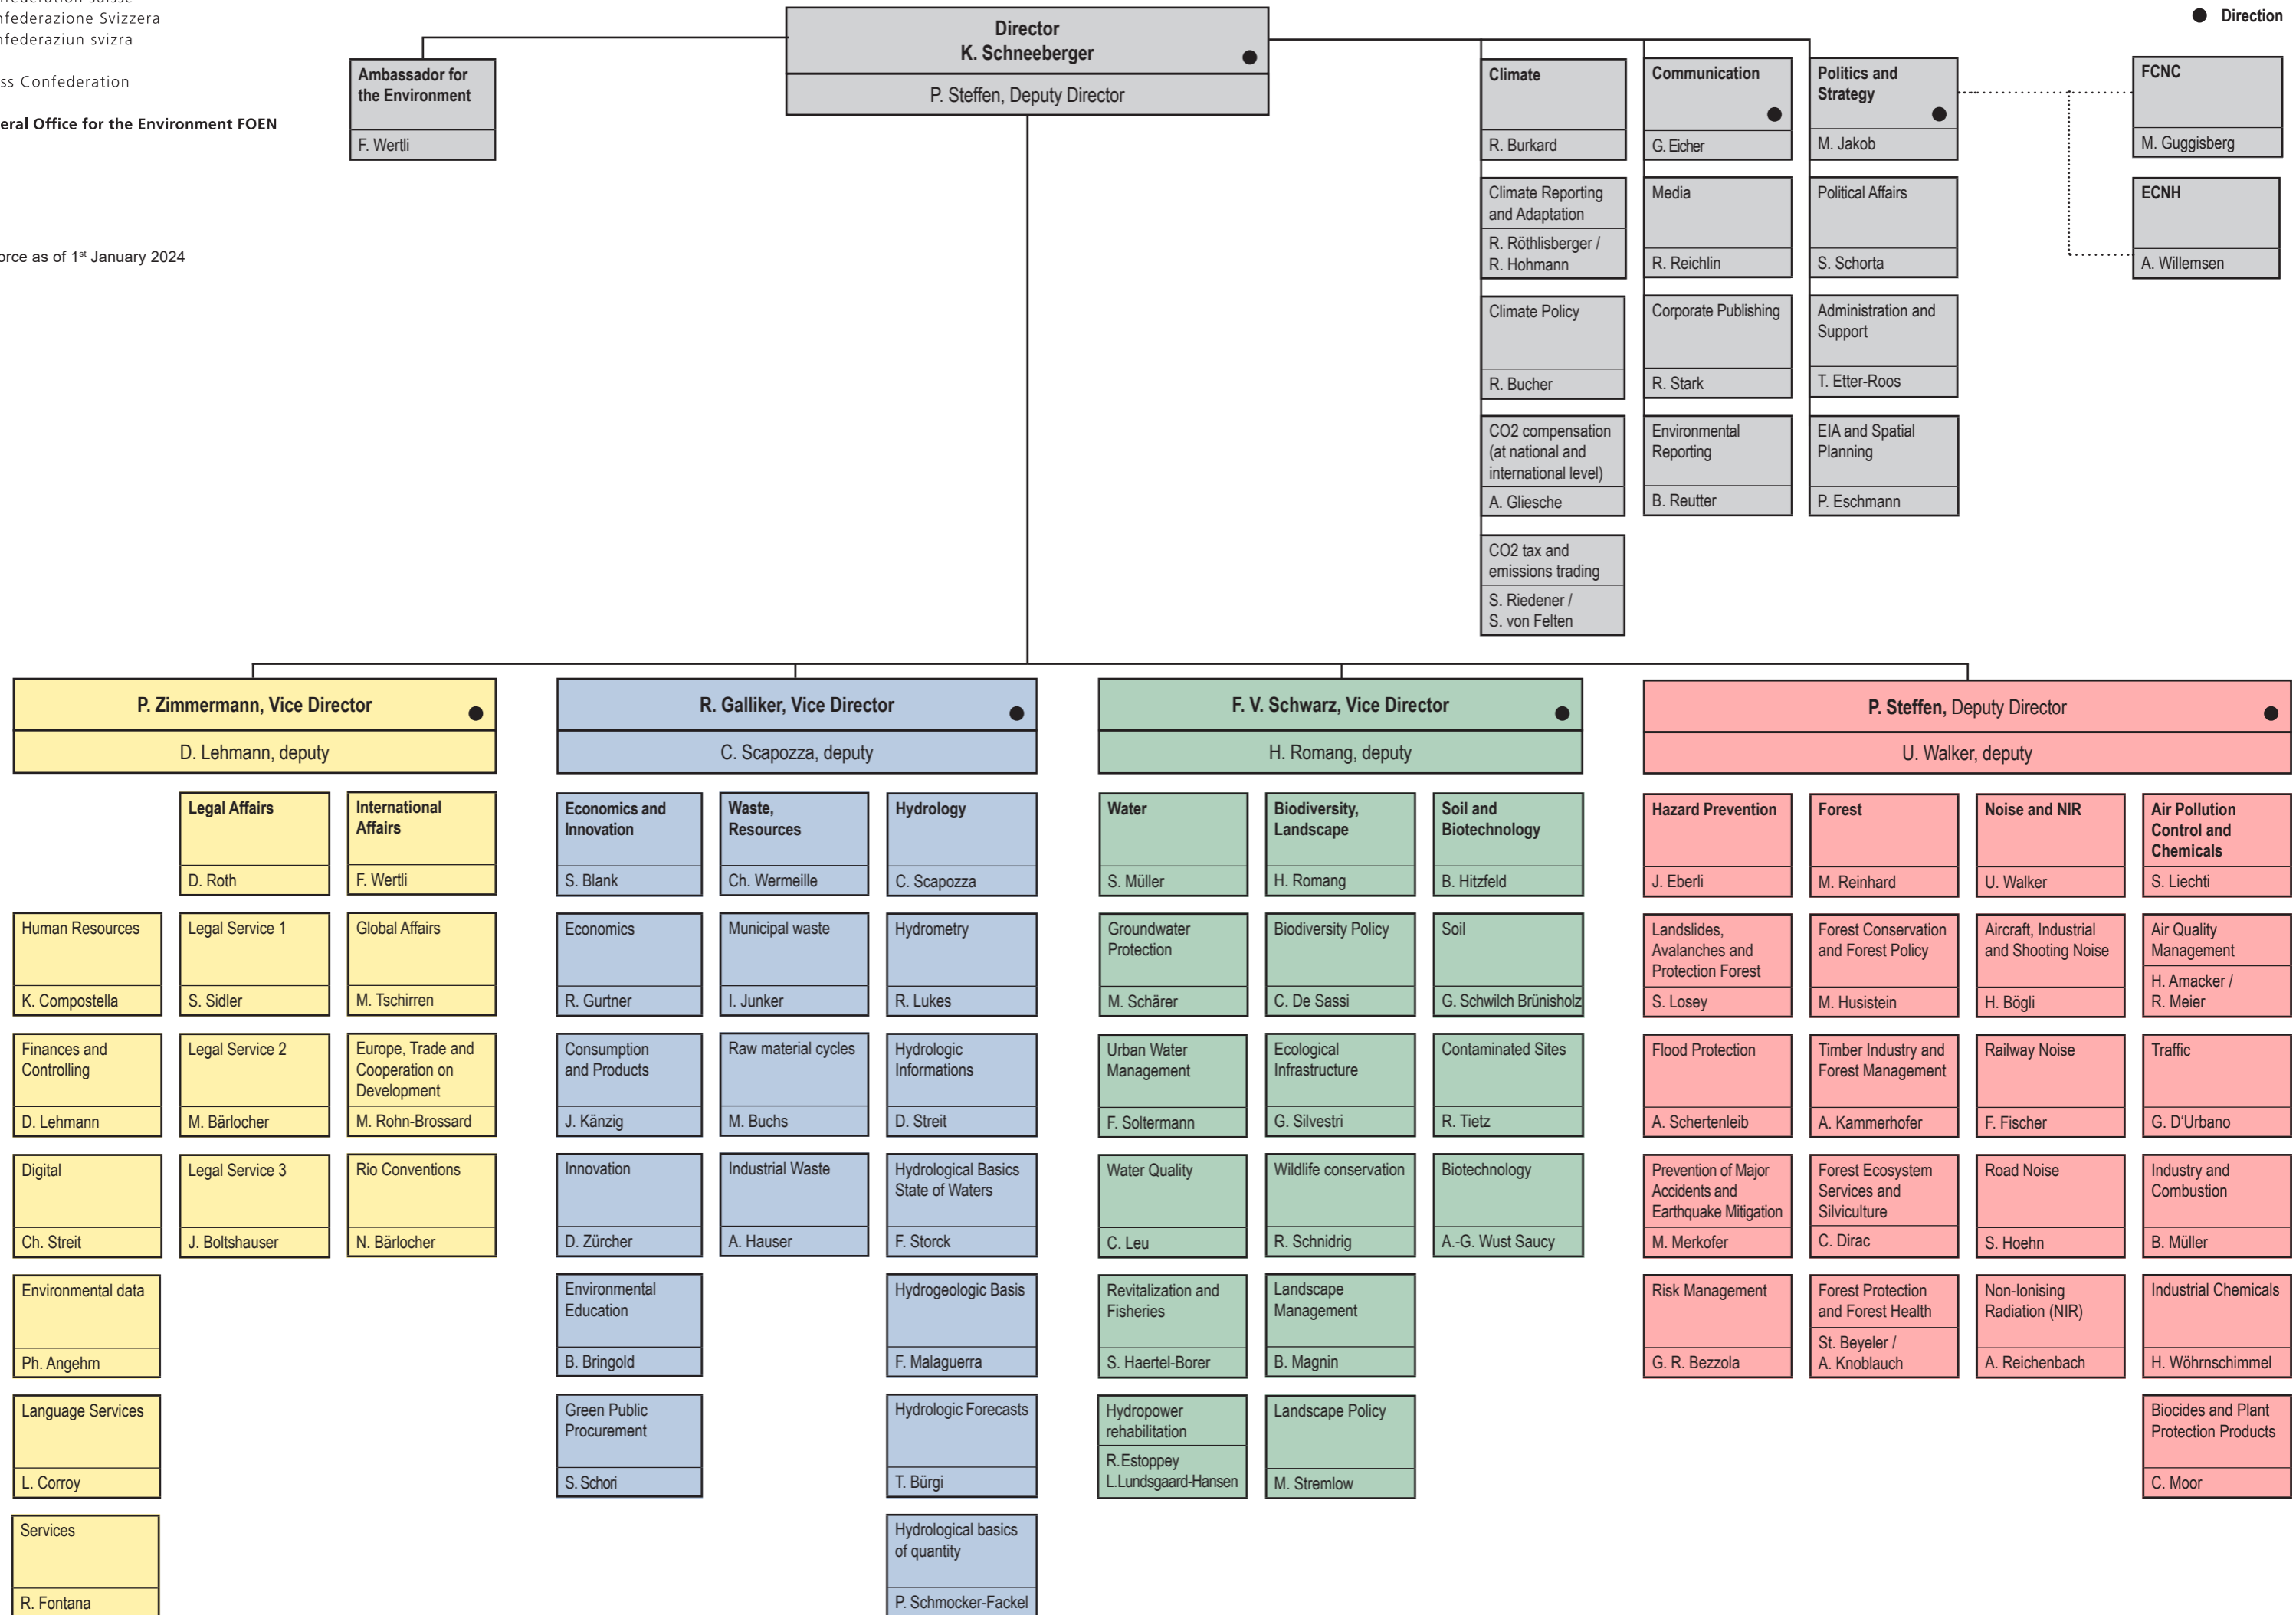 nfederazione Svizzera
nfederaziun svizra
ss Confederation
eral Office for the Environment FOEN
orce as of 1st January 2024
Direction
Director
K. Schneeberger
P. Steffen, Deputy Director
Ambassador for
the Environment
F. Wertli
Climate
R. Burkard
Climate Reporting
and Adaptation
R. Röthlisberger /
R. Hohmann
Climate Policy
R. Bucher
CO2 compensation
(at national and
international level)
A. Gliesche
CO2 tax and
emissions trading
S. Riedener /
S. von Felten
Communication
G. Eicher
Media
R. Reichlin
Corporate Publishing
R. Stark
Environmental
Reporting
B. Reutter
Politics and
Strategy
M. Jakob
Political Affairs
S. Schorta
Administration and
Support
T. Etter-Roos
EIA and Spatial
Planning
P. Eschmann
FCNC
M. Guggisberg
ECNH
A. Willemsen
P. Zimmermann, Vice Director
D. Lehmann, deputy
Human Resources
K. Compostella
Finances and
Controlling
D. Lehmann
Digital
Ch. Streit
Environmental data
Ph. Angehrn
Language Services
L. Corroy
Services
R. Fontana
Legal Affairs
D. Roth
Legal Service 1
S. Sidler
Legal Service 2
M. Bärlocher
Legal Service 3
J. Boltshauser
International
Affairs
F. Wertli
Global Affairs
M. Tschirren
Europe, Trade and
Cooperation on
Development
M. Rohn-Brossard
Rio Conventions
N. Bärlocher
R. Galliker, Vice Director
C. Scapozza, deputy
Economics and
Innovation
S. Blank
Economics
R. Gurtner
Consumption
and Products
J. Känzig
Innovation
D. Zürcher
Environmental
Education
B. Bringold
Green Public
Procurement
S. Schori
Waste,
Resources
Ch. Wermeille
Municipal waste
I. Junker
Raw material cycles
M. Buchs
Industrial Waste
A. Hauser
Hydrology
C. Scapozza
Hydrometry
R. Lukes
Hydrologic
Informations
D. Streit
Hydrological Basics
State of Waters
F. Storck
Hydrogeologic Basis
F. Malaguerra
Hydrologic Forecasts
T. Bürgi
Hydrological basics
of quantity
P. Schmocker-Fackel
F. V. Schwarz, Vice Director
H. Romang, deputy
Water
S. Müller
Groundwater
Protection
M. Schärer
Urban Water
Management
F. Soltermann
Water Quality
C. Leu
Revitalization and
Fisheries
S. Haertel-Borer
Hydropower
rehabilitation
R.Estoppey
L.Lundsgaard-Hansen
Biodiversity,
Landscape
H. Romang
Biodiversity Policy
C. De Sassi
Ecological
Infrastructure
G. Silvestri
Wildlife conservation
R. Schnidrig
Landscape
Management
B. Magnin
Landscape Policy
M. Stremlow
Soil and
Biotechnology
B. Hitzfeld
Soil
G. Schwilch Brünisholz
Contaminated Sites
R. Tietz
Biotechnology
A.-G. Wust Saucy
P. Steffen, Deputy Director
U. Walker, deputy
Hazard Prevention
J. Eberli
Landslides,
Avalanches and
Protection Forest
S. Losey
Flood Protection
A. Schertenleib
Prevention of Major
Accidents and
Earthquake Mitigation
M. Merkofer
Risk Management
G. R. Bezzola
Forest
M. Reinhard
Forest Conservation
and Forest Policy
M. Husistein
Timber Industry and
Forest Management
A. Kammerhofer
Forest Ecosystem
Services and
Silviculture
C. Dirac
Forest Protection
and Forest Health
St. Beyeler /
A. Knoblauch
Noise and NIR
U. Walker
Aircraft, Industrial
and Shooting Noise
H. Bögli
Railway Noise
F. Fischer
Road Noise
S. Hoehn
Non-Ionising
Radiation (NIR)
A. Reichenbach
Air Pollution
Control and
Chemicals
S. Liechti
Air Quality
Management
H. Amacker /
R. Meier
Traffic
G. D‘Urbano
Industry and
Combustion
B. Müller
Industrial Chemicals
H. Wöhrnschimmel
Biocides and Plant
Protection Products
C. Moor